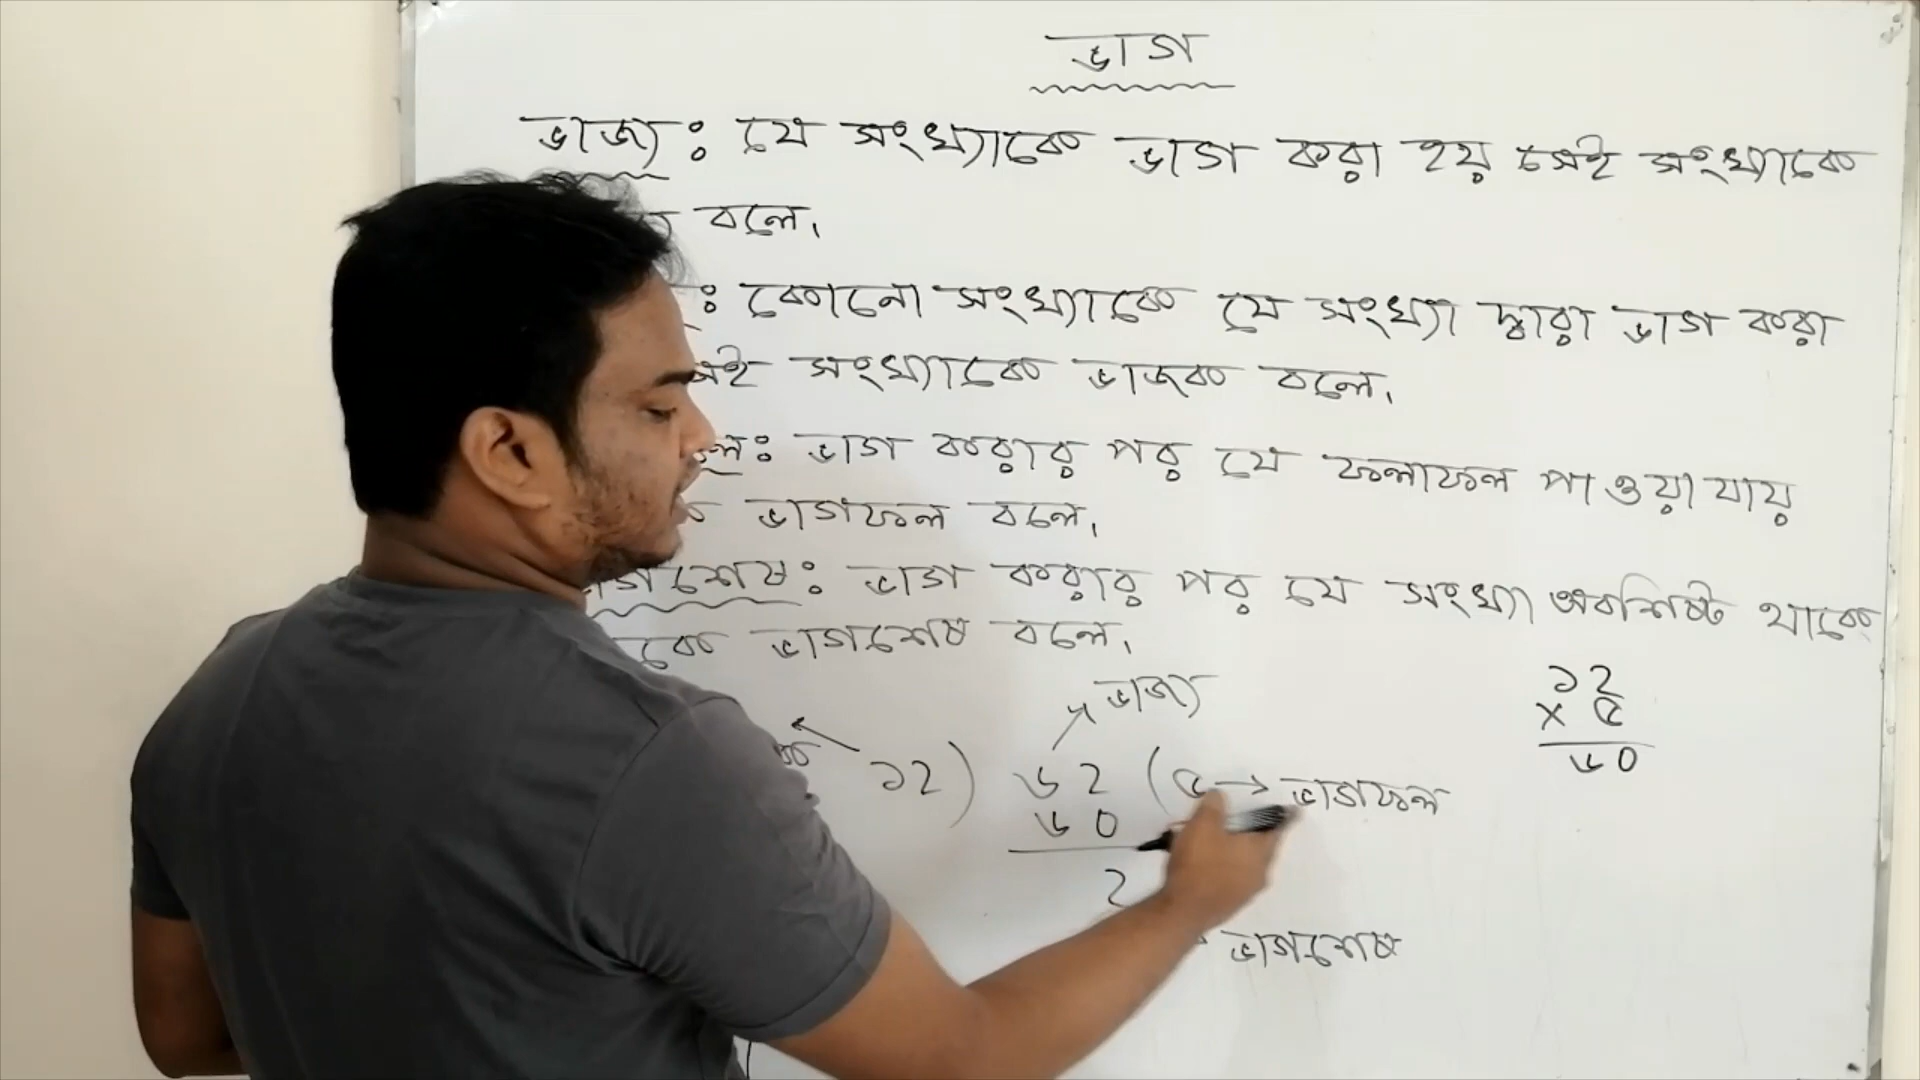 ভাগ
ভাজ্য: যে সংখ্যাকে ভাগ করা হয় সেই সংখ্যাকে
বলে।
: কোনো সংখ্যাকে যে সংখ্যা দ্বারা ভাগ করা
সেই সংখ্যাকে ভাজক বলে।
: ভাগ করার পর যে ফলাফল পাওয়া যায়
ভাগফল বলে।
ভাগশেষ: ভাগ করার পর যে সংখ্যা অবশিষ্ট থাকে
ভাগশেষ বলে।
ভাজ্য
১২) ৬২ (৫ → ভাগফল
৬০
২
ভাগশেষ
১২
× ৫
৬০